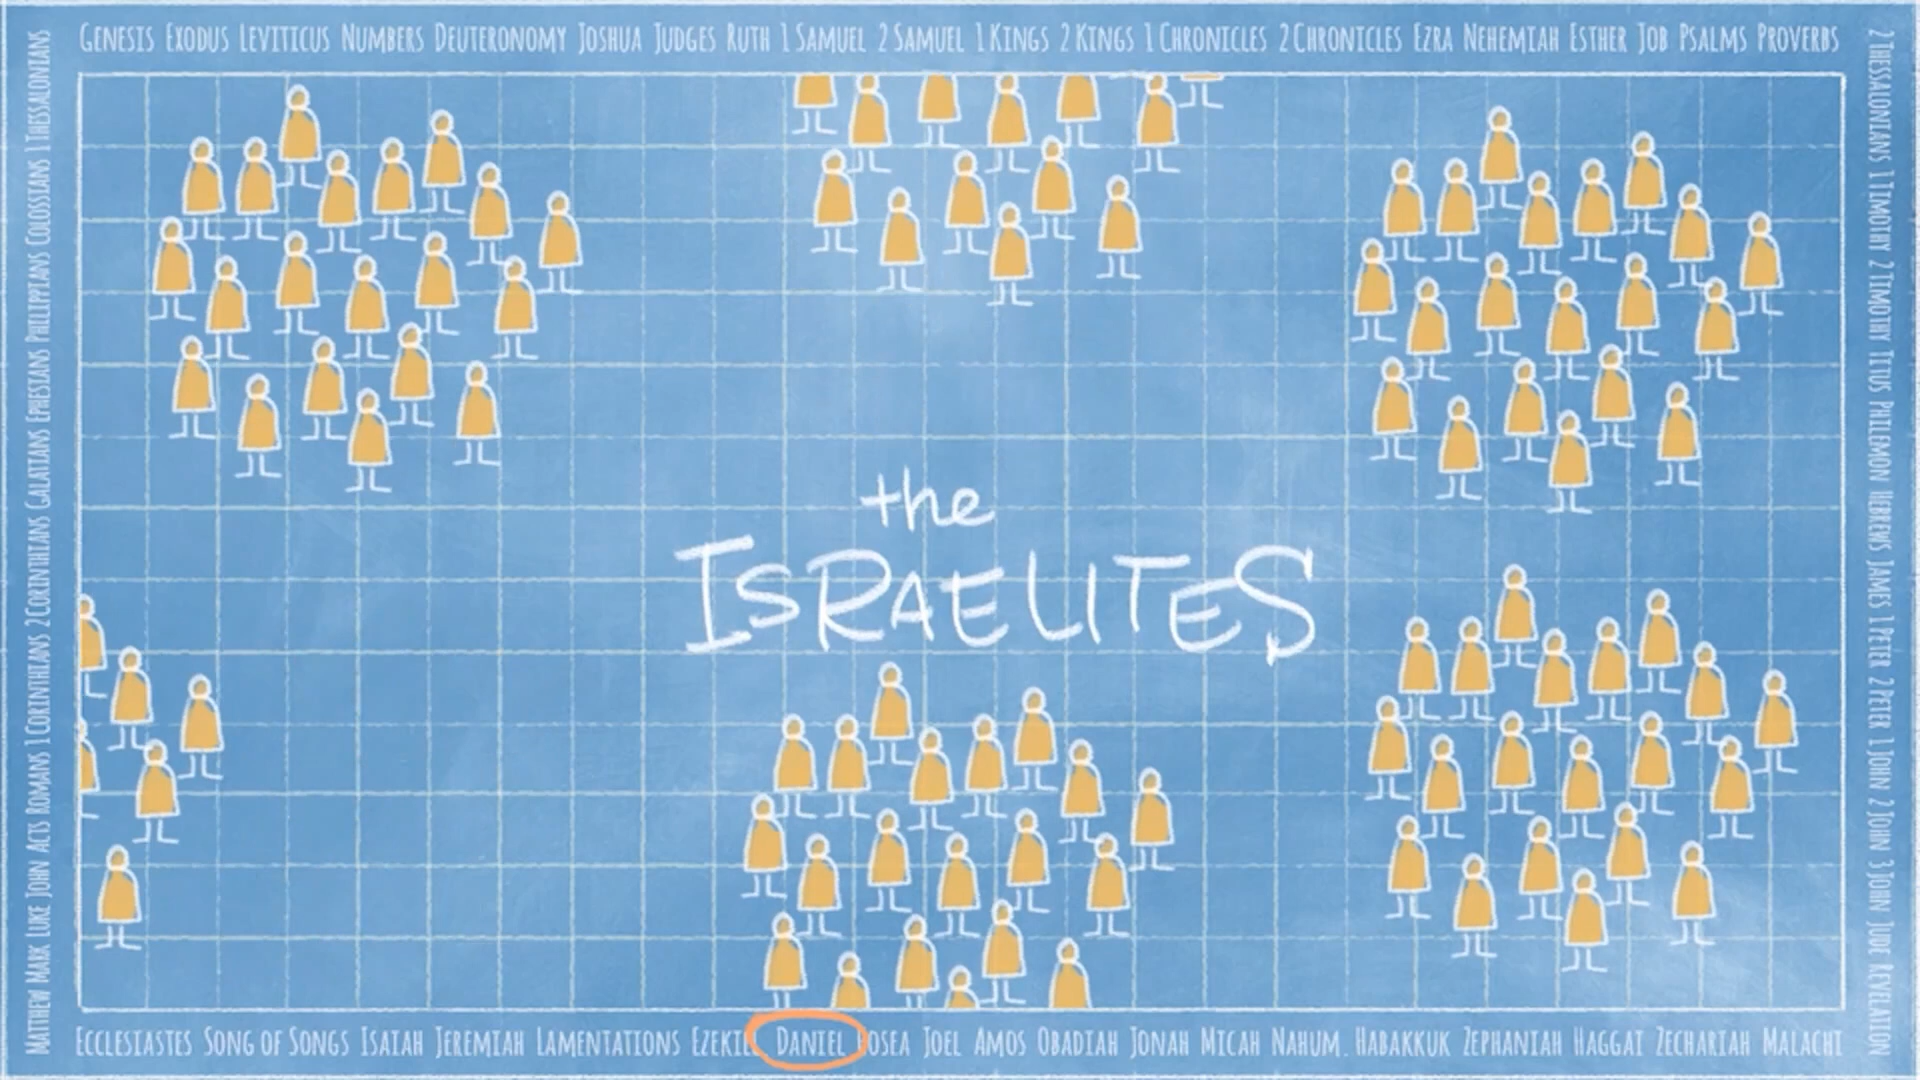 GENESIS EXODUS LEVITICUS NUMBERS DEUTERONOMY JOSHUA JUDGES RUTH 1 SAMUEL 2 SAMUEL 1 KINGS 2 KINGS 1 CHRONICLES 2 CHRONICLES EZRA NEHEMIAH ESTHER JOB PSALMS PROVERBS
the
ISRAELITES
ECCLESIASTES SONG OF SONGS ISAIAH JEREMIAH LAMENTATIONS DANIEL JOEL AMOS OBADIAH JONAH MICAH NAHUM. HABAKKUK ZEPHANIAH HAGGAI ZECHARIAH MALACHI
MATTHEW MARK LUKE JOHN ACTS ROMANS 1 CORINTHIANS 2 CORINTHIANS GALATIANS EPHESIANS PHILIPPIANS COLOSSIANS 1 THESSALONIANS
2 THESSALONIANS 1 TIMOTHY 2 TIMOTHY TITUS PHILEMON HEBREWS JAMES 1 PETER 2 PETER 1 JOHN 2 JOHN 3 JOHN JUDE REVELATION